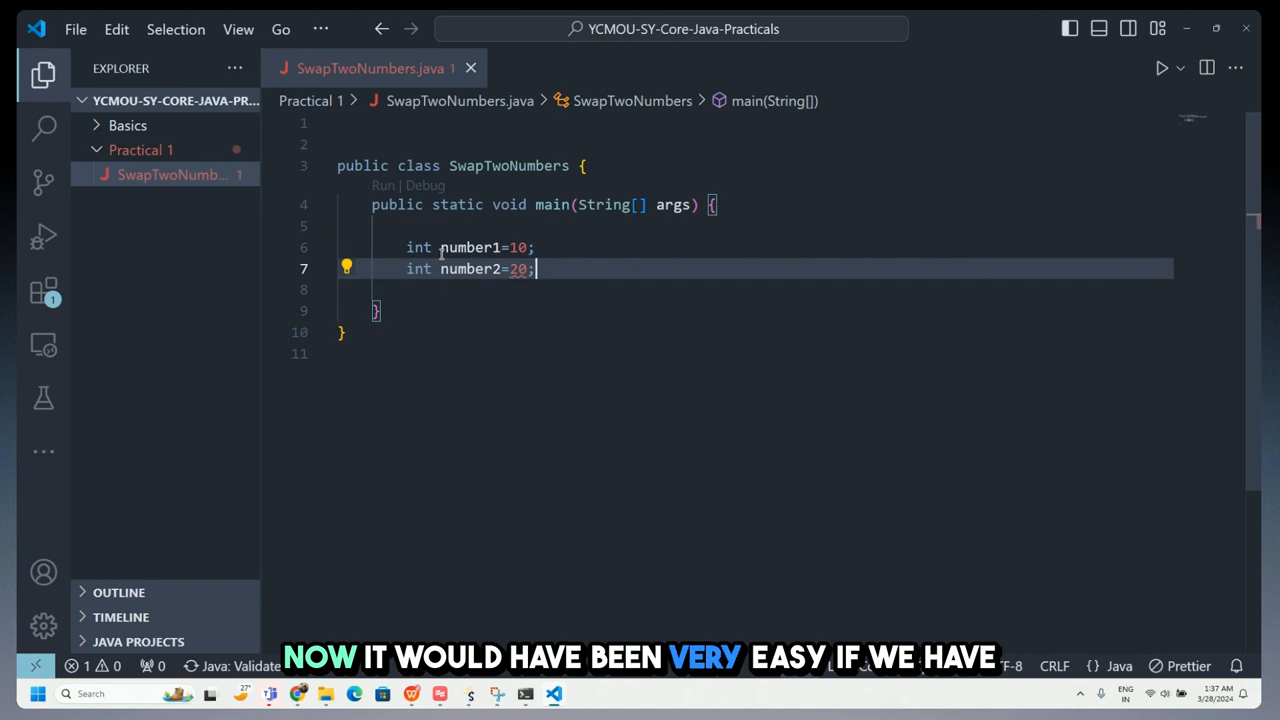 File Edit Selection View Go ··· YCMOU-SY-Core-Java-Practicals
EXPLORER ···
SwapTwoNumbers.java 1
YCMOU-SY-CORE-JAVA-PR...
Basics
Practical 1
SwapTwoNumb... 1
Practical 1 > SwapTwoNumbers.java > SwapTwoNumbers > main(String[])
1
2
3 public class SwapTwoNumbers {
Run | Debug
4 public static void main(String[] args) {
5
6 int number1=10;
7 int number2=20;
8
9 }
10 }
11
1
OUTLINE
TIMELINE
JAVA PROJECTS
NOW IT WOULD HAVE BEEN VERY EASY IF WE HAVE
1 0 0 Java: Validate TF-8 CRLF {} Java Prettier
Search 27° ENG IN 1:37 AM 3/28/2024